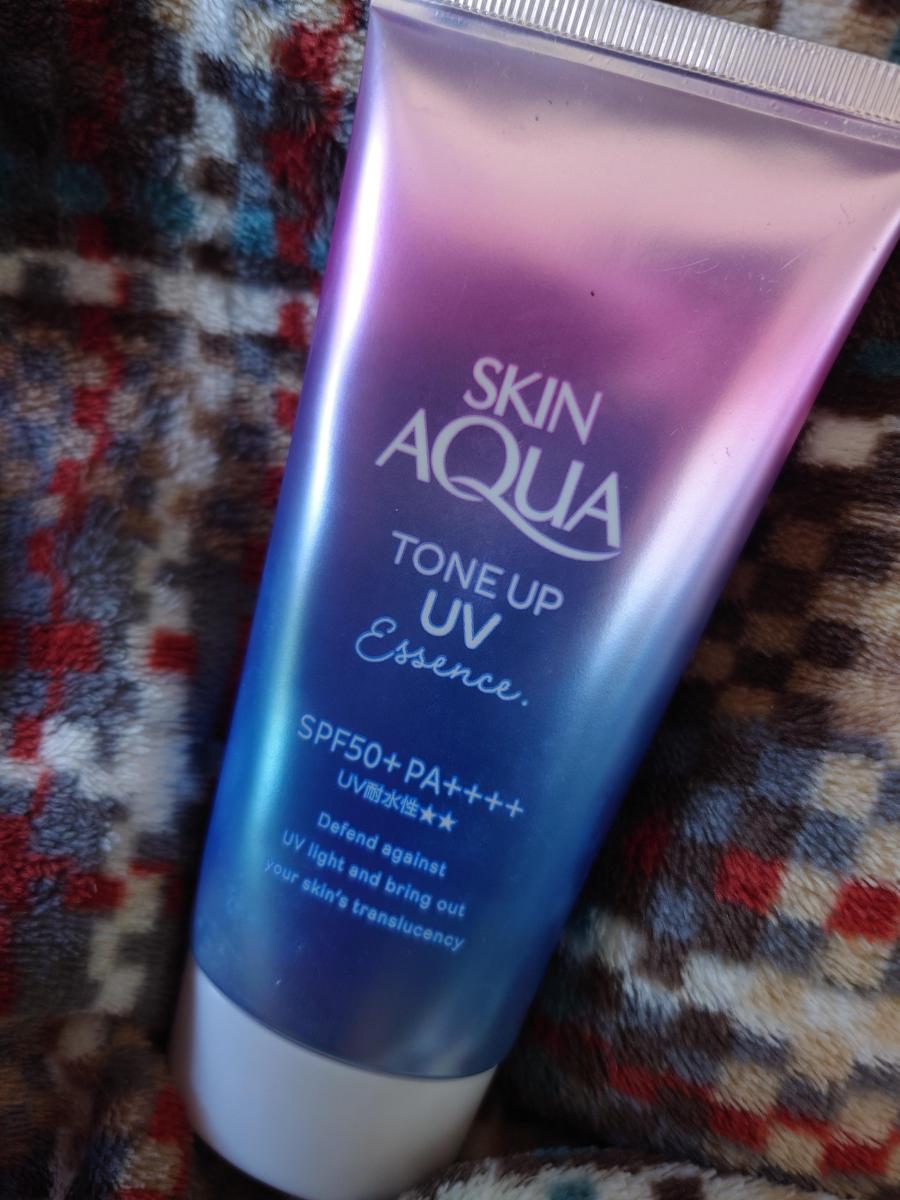 SKIN
AQUA
TONE UP
UV
Essence.
SPF50+ PA++++
UV耐水性★★
Defend against
UV light and bring out
your skin's translucency